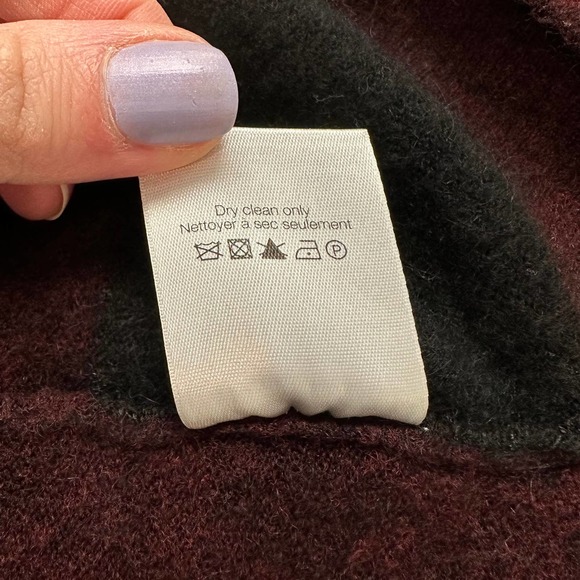 Dry clean only
Nettoyer à sec seulement
P